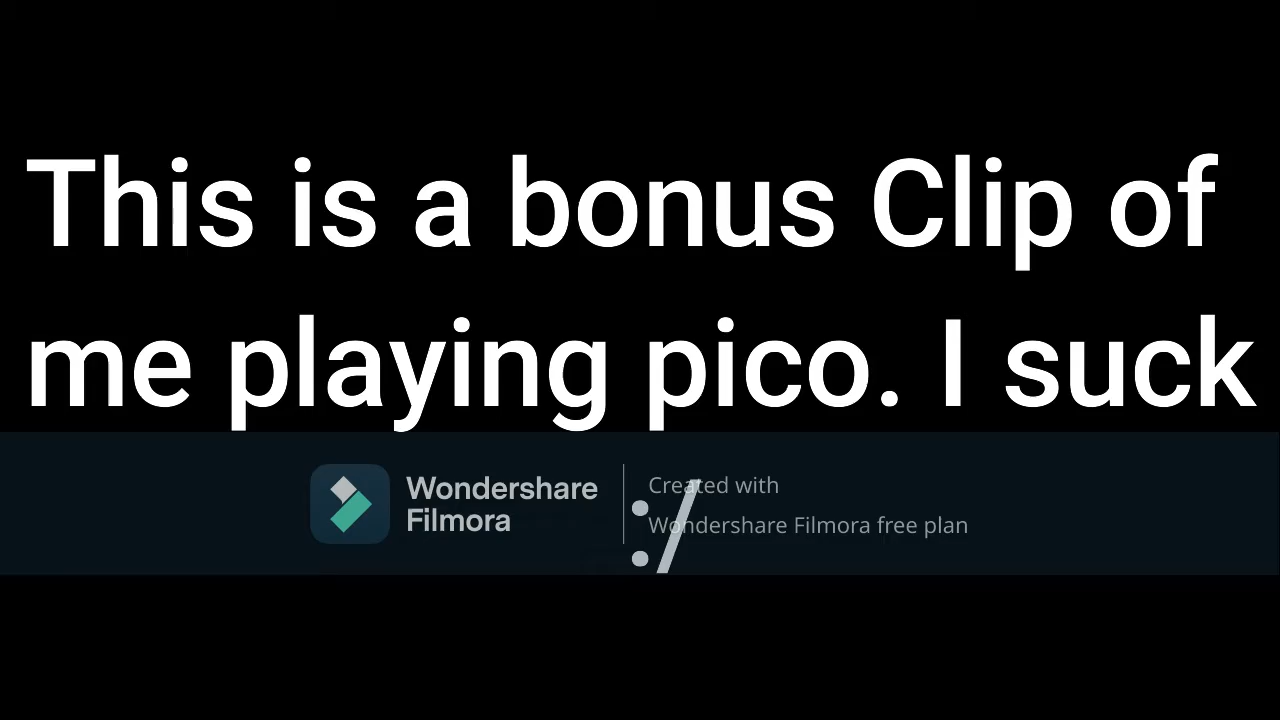 This is a bonus Clip of
me playing pico. I suck
:/
Wondershare
Filmora
Created with
Wondershare Filmora free plan